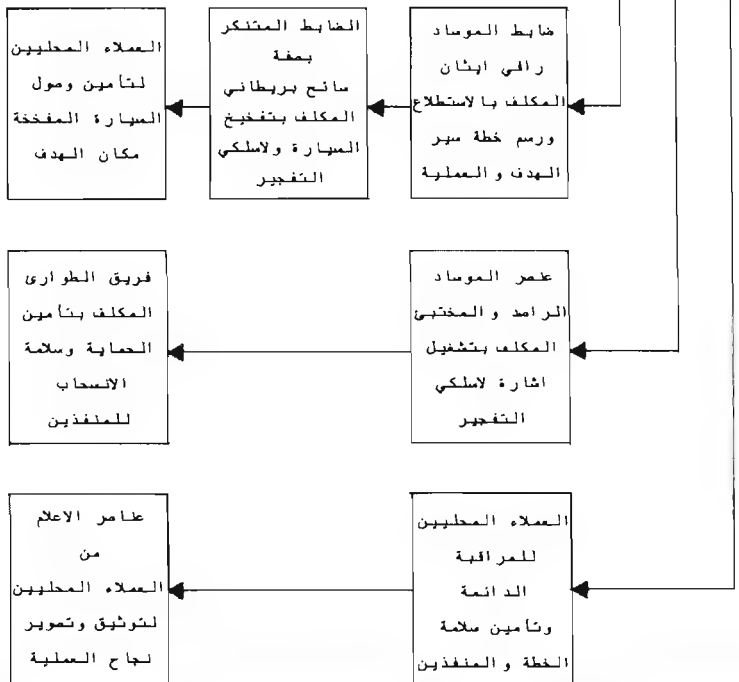 ضابط الموساد
رافي ايثان
المكلف بالاستطلاع
ورسم خطة سير
الهدف والعملية
الضابط المتنكر
بصفة
سائح بريطاني
المكلف بتفخيخ
السيارة ولاسلكي
التفجير
العملاء المحليين
لتأمين وصول
السيارة المفخخة
مكان الهدف
عنصر الموساد
الراصد والمختبئ
المكلف بتشغيل
اشارة لاسلكي
التفجير
فريق الطوارئ
المكلف بتأمين
الحماية وسلامة
الانسحاب
للمنفذين
العملاء المحليين
للمراقبة
الدائمة
وتأمين سلامة
الخطة والمنفذين
عناصر الاعلام
من
العملاء المحليين
لتوثيق وتصوير
نجاح العملية